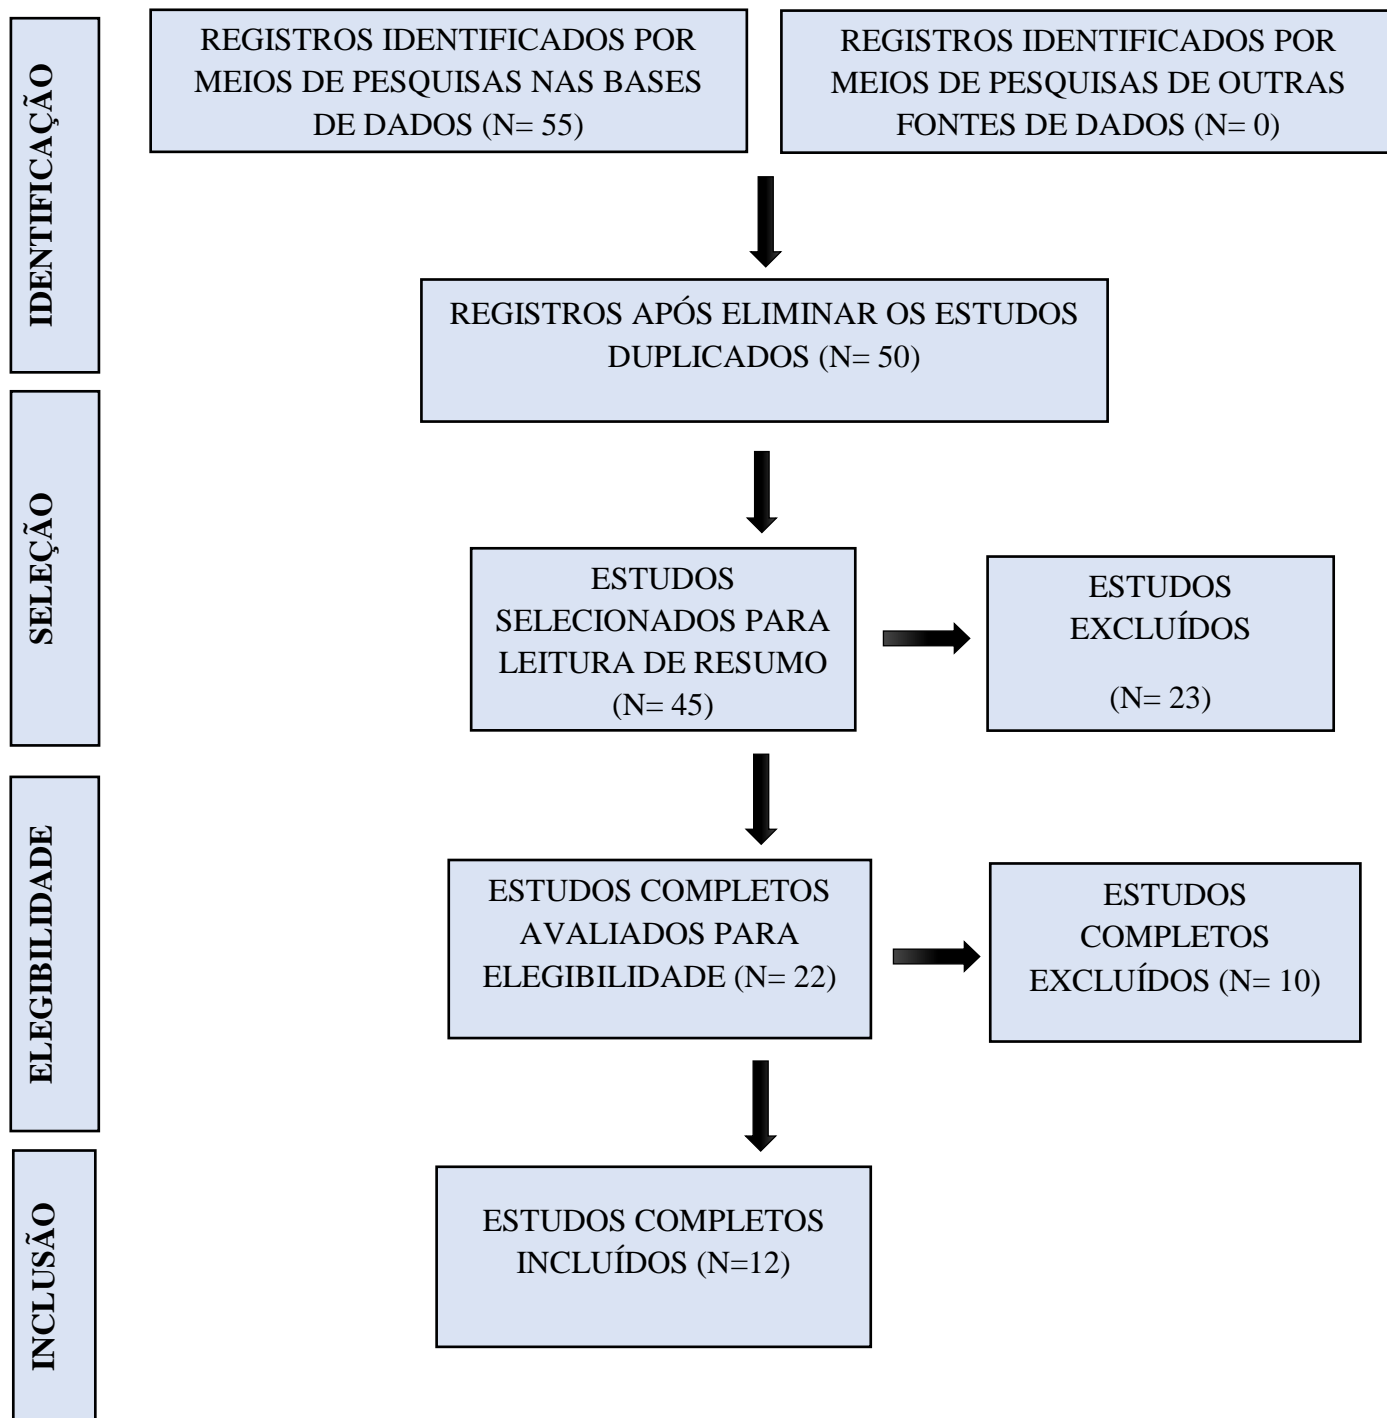 IDENTIFICAÇÃO
REGISTROS IDENTIFICADOS POR
MEIOS DE PESQUISAS NAS BASES
DE DADOS (N= 55)
REGISTROS IDENTIFICADOS POR
MEIOS DE PESQUISAS DE OUTRAS
FONTES DE DADOS (N= 0)
REGISTROS APÓS ELIMINAR OS ESTUDOS
DUPLICADOS (N= 50)
SELEÇÃO
ESTUDOS
SELECIONADOS PARA
LEITURA DE RESUMO
(N= 45)
ESTUDOS
EXCLUÍDOS
(N= 23)
ELEGIBILIDADE
ESTUDOS COMPLETOS
AVALIADOS PARA
ELEGIBILIDADE (N= 22)
ESTUDOS
COMPLETOS
EXCLUÍDOS (N= 10)
INCLUSÃO
ESTUDOS COMPLETOS
INCLUÍDOS (N=12)